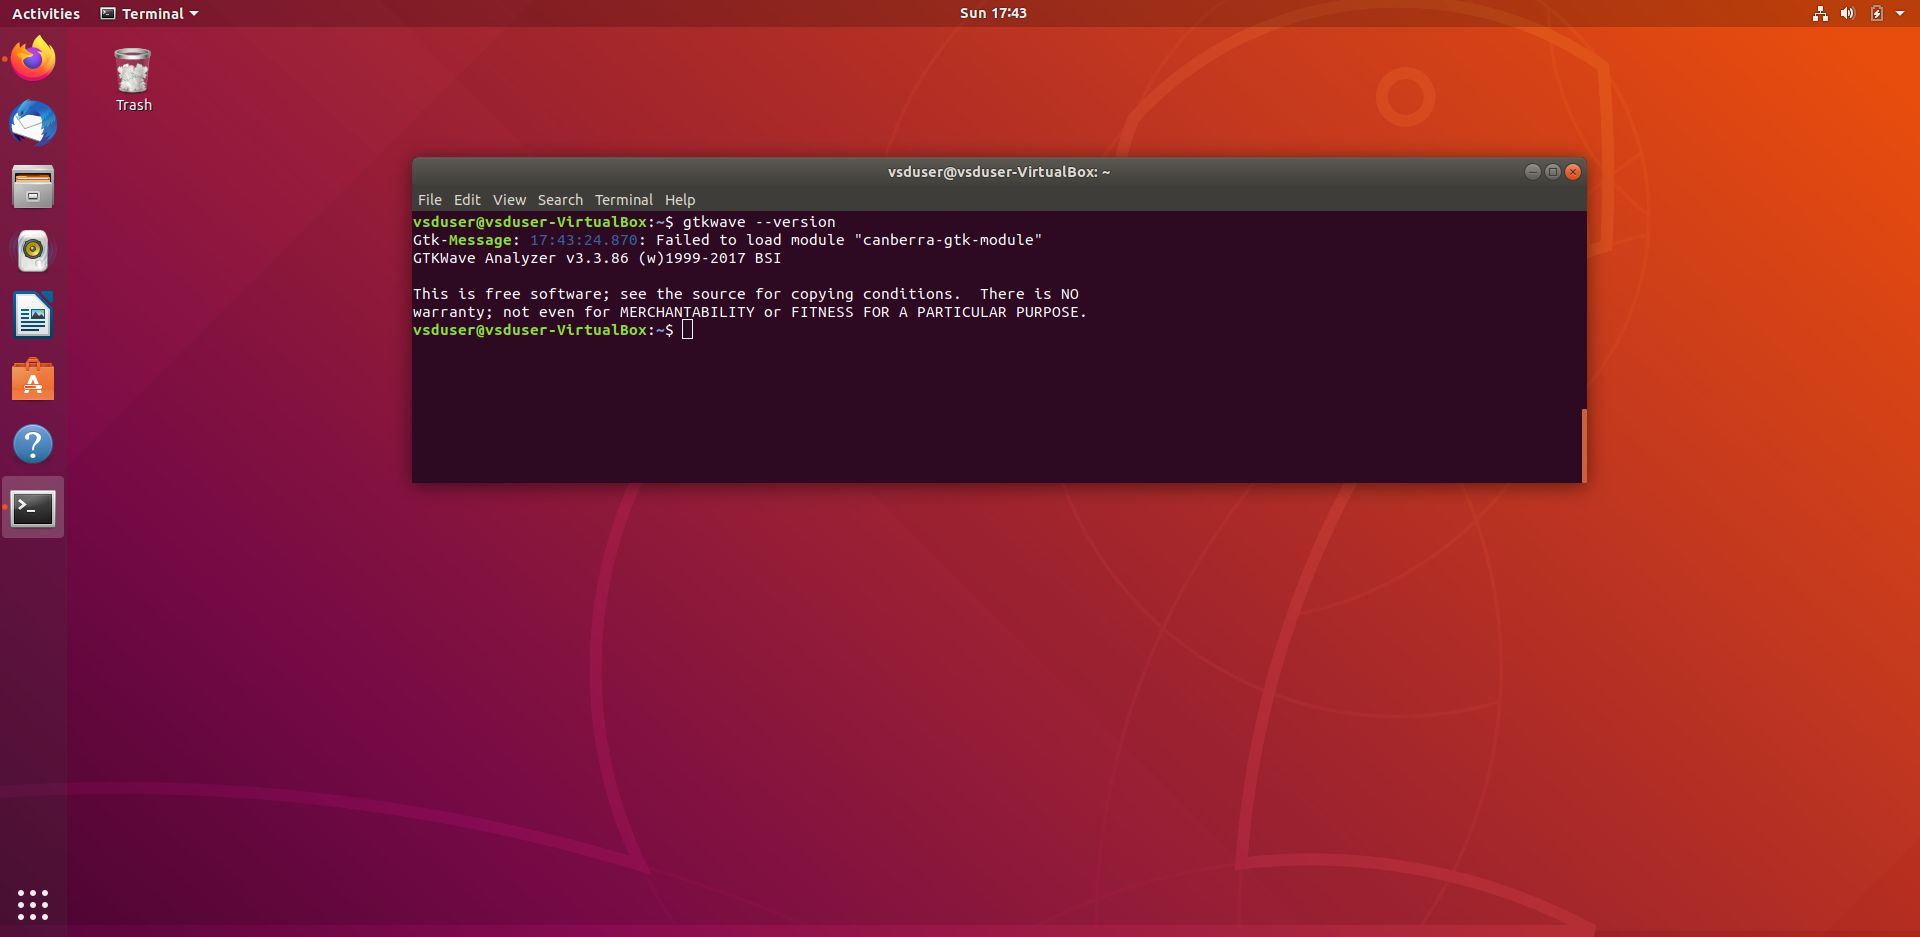 Activities Terminal Sun 17:43
Trash
vsduser@vsduser-VirtualBox: ~
File Edit View Search Terminal Help
vsduser@vsduser-VirtualBox:~$ gtkwave --version
Gtk-Message: 17:43:24.870: Failed to load module "canberra-gtk-module"
GTKWave Analyzer v3.3.86 (w)1999-2017 BSI
This is free software; see the source for copying conditions.  There is NO
warranty; not even for MERCHANTABILITY or FITNESS FOR A PARTICULAR PURPOSE.
vsduser@vsduser-VirtualBox:~$